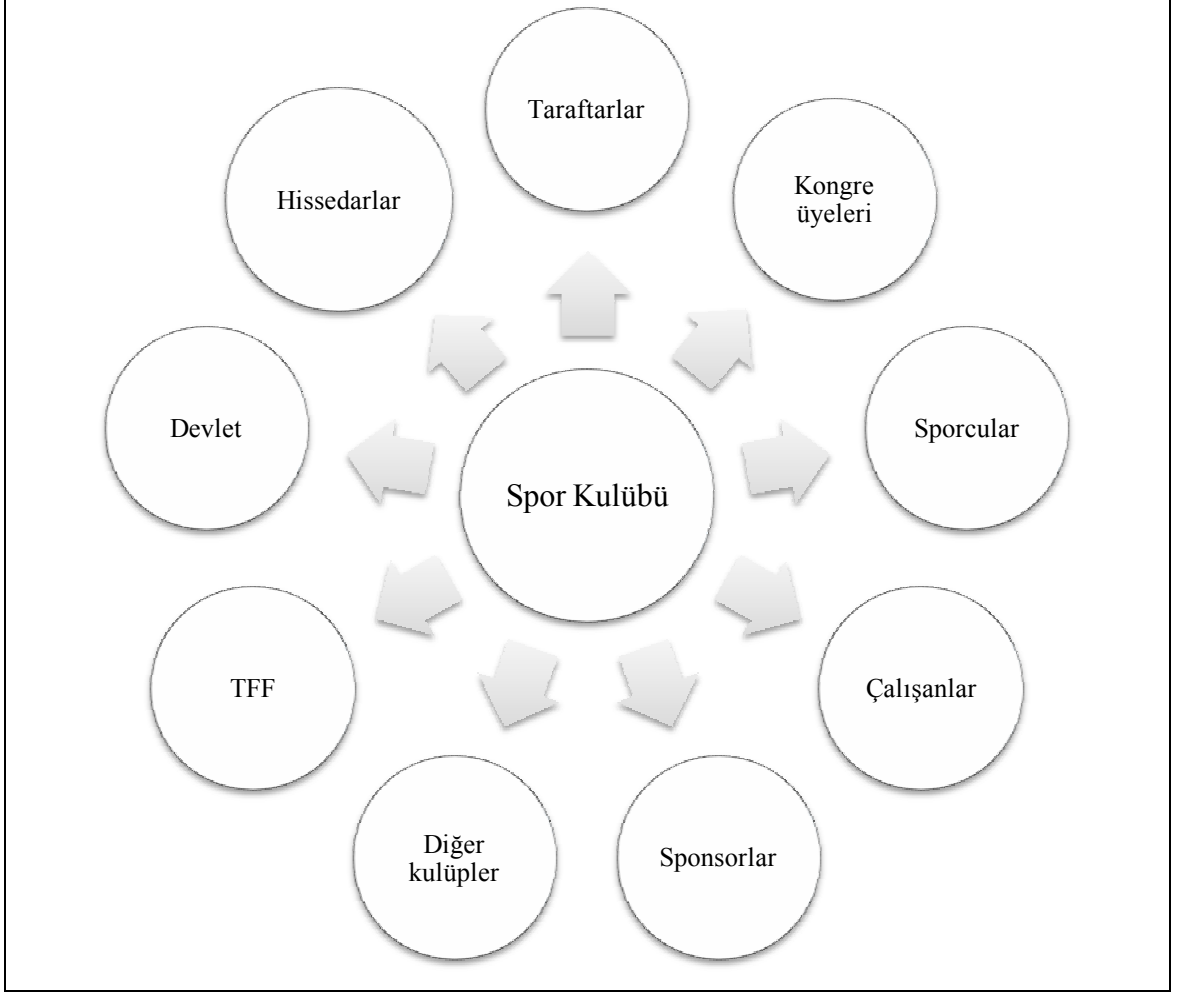 Taraftarlar
Kongre
üyeleri
Hissedarlar
Sporcular
Devlet
Spor Kulübü
Çalışanlar
TFF
Sponsorlar
Diğer
kulüpler